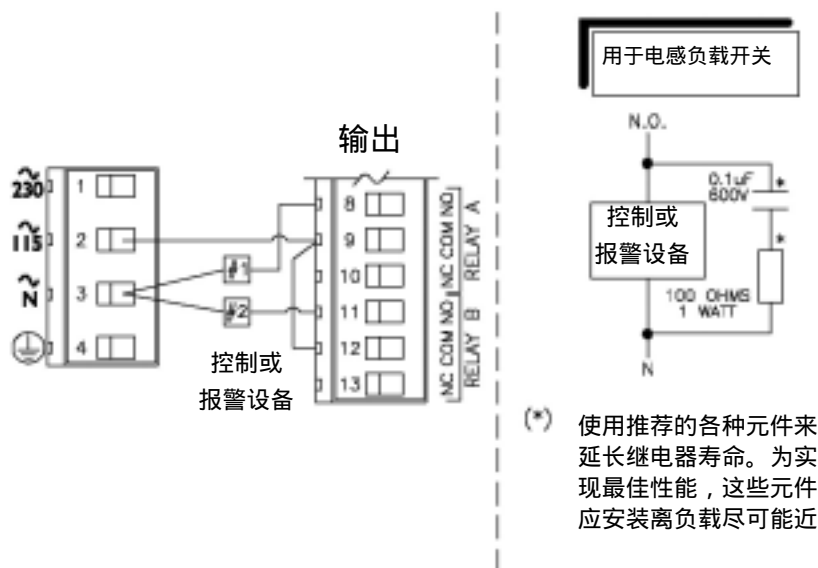 输出
230
115
N
1
2
3
4
#1
#2
控制或
报警设备
8
9
10
11
12
13
NC COM NO
RELAY A
NC COM NO
RELAY B
用于电感负载开关
N.O.
0.1uF
600V
*
*
控制或
报警设备
100 OHMS
1 WATT
N
(*) 使用推荐的各种元件来
延长继电器寿命。为实
现最佳性能，这些元件
应安装离负载尽可能近